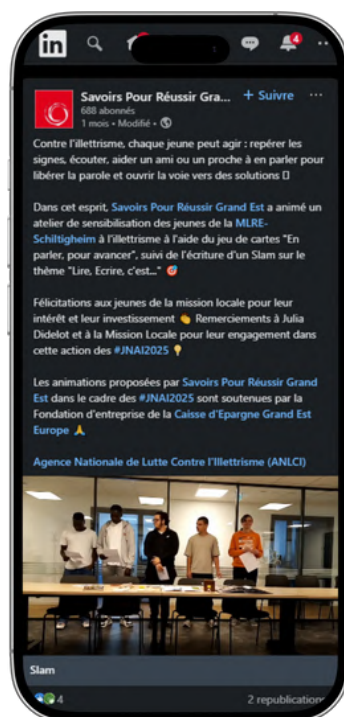 in
4
Savoirs Pour Réussir Gra... + Suivre ...
688 abonnés
1 mois • Modifié •
Contre l'illettrisme, chaque jeune peut agir : repérer les
signes, écouter, aider un ami ou un proche à en parler pour
libérer la parole et ouvrir la voie vers des solutions
Dans cet esprit, Savoirs Pour Réussir Grand Est a animé un
atelier de sensibilisation des jeunes de la MLRE-
Schiltigheim à l'illettrisme à l'aide du jeu de cartes "En
parler, pour avancer", suivi de l'écriture d'un Slam sur le
thème "Lire, Ecrire, c'est..." 🎯
Félicitations aux jeunes de la mission locale pour leur
intérêt et leur investissement 👏 Remerciements à Julia
Didelot et à la Mission Locale pour leur engagement dans
cette action des #JNAI2025 💡
Les animations proposées par Savoirs Pour Réussir Grand
Est dans le cadre des #JNAI2025 sont soutenues par la
Fondation d'entreprise de la Caisse d'Epargne Grand Est
Europe 🙏
Agence Nationale de Lutte Contre l'Illettrisme (ANLCI)
Slam
4 2 republications